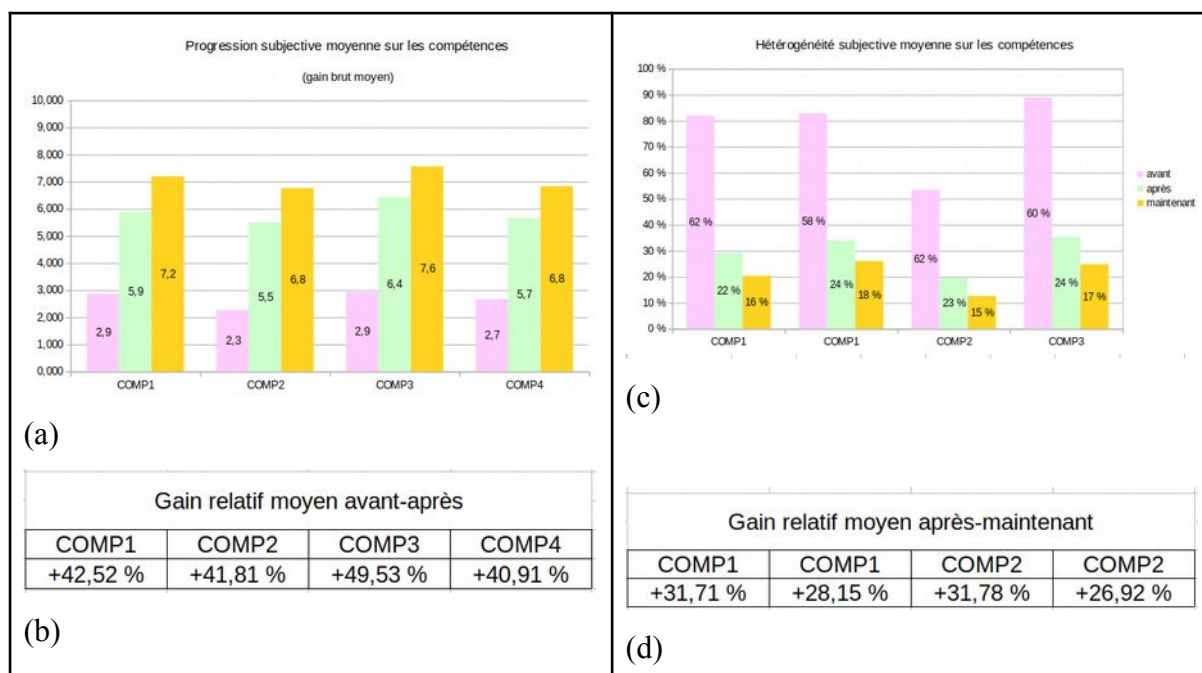 Progression subjective moyenne sur les compétences
(gain brut moyen)
10,000
9,000
8,000
7,000
6,000
5,000
4,000
3,000
2,000
1,000
0,000
2,9 5,9 7,2 2,3 5,5 6,8 2,9 6,4 7,6 2,7 5,7 6,8
COMP1 COMP2 COMP3 COMP4
(a)
Gain relatif moyen avant-après
COMP1 COMP2 COMP3 COMP4
+42,52 % +41,81 % +49,53 % +40,91 %
(b)
Hétérogénéité subjective moyenne sur les compétences
100 %
90 %
80 %
70 %
60 %
50 %
40 %
30 %
20 %
10 %
0 %
62 % 22 % 16 % 58 % 24 % 18 % 62 % 23 % 15 % 60 % 24 % 17 %
COMP1 COMP1 COMP2 COMP3
avant
après
maintenant
(c)
Gain relatif moyen après-maintenant
COMP1 COMP1 COMP2 COMP2
+31,71 % +28,15 % +31,78 % +26,92 %
(d)